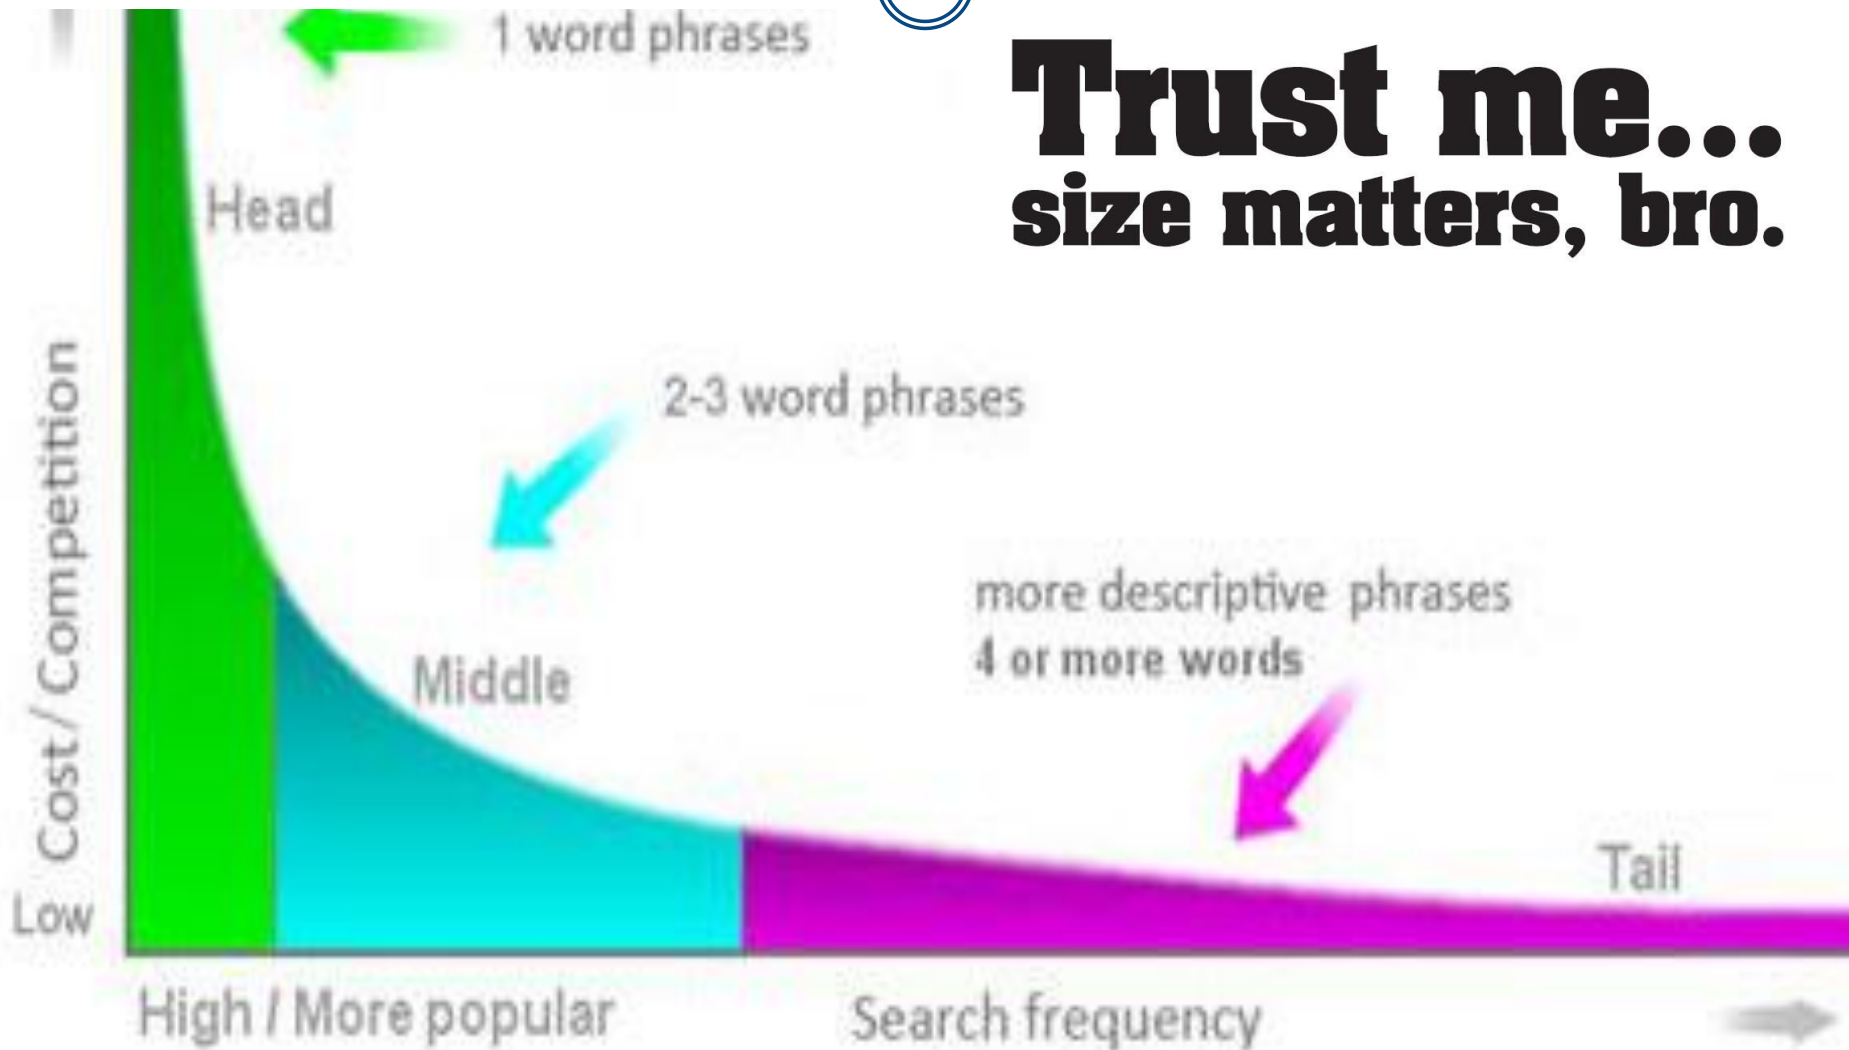 1 word phrases
Trust me...
size matters, bro.
Head
2-3 word phrases
Cost / Competition
more descriptive phrases
4 or more words
Middle
Tail
Low
High / More popular
Search frequency